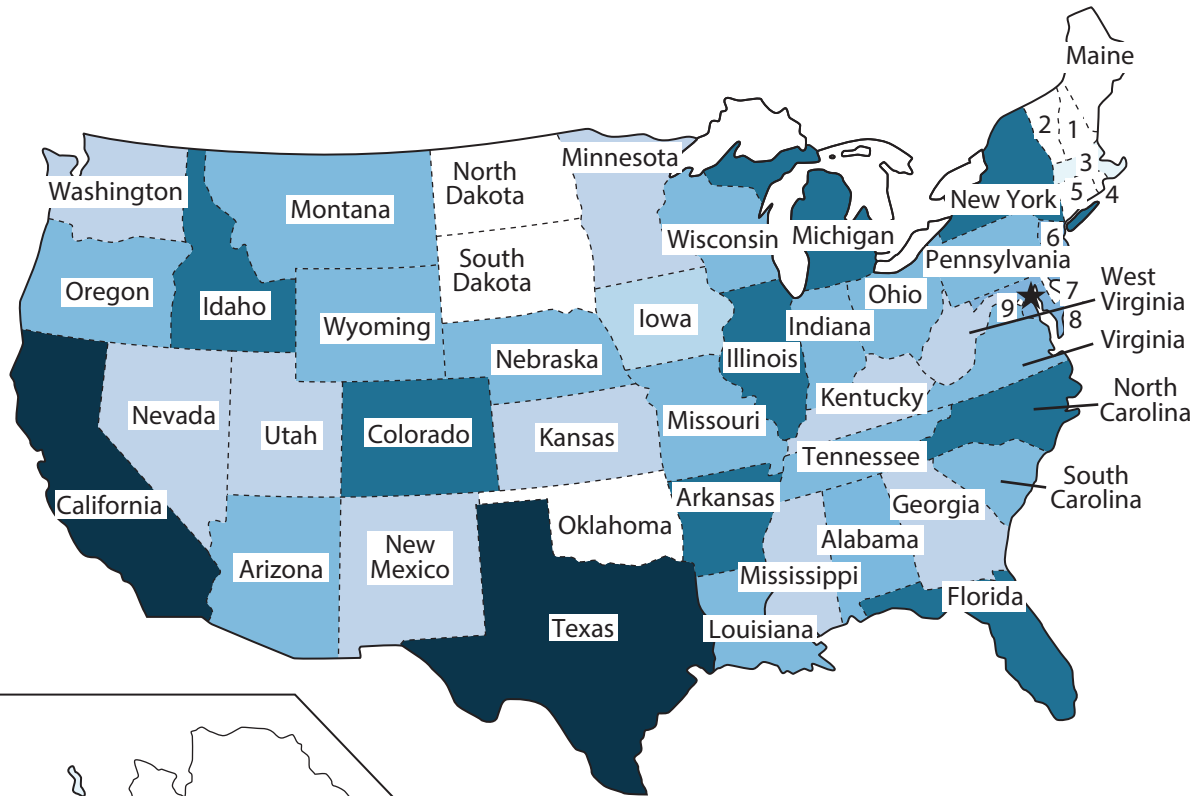 Maine
2
1
3
Minnesota
North
Dakota
Washington
Montana
5
4
New York
Wisconsin
Michigan
6
Pennsylvania
South
Dakota
West
Virginia
Oregon
Idaho
Ohio
7
9
8
Iowa
Indiana
Wyoming
Virginia
Nebraska
Illinois
North
Carolina
Kentucky
Nevada
Utah
Colorado
Kansas
Missouri
Tennessee
South
Carolina
California
Arkansas
Georgia
Oklahoma
Alabama
New
Mexico
Arizona
Mississippi
Florida
Texas
Louisiana